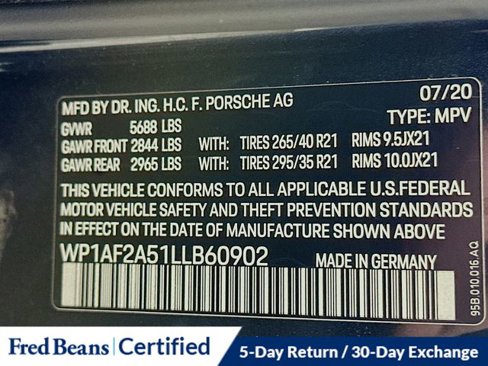 MFD BY DR. ING. H.C. F. PORSCHE AG 07/20
GVWR 5688 LBS TYPE: MPV
GAWR FRONT 2844 LBS WITH: TIRES 265/40 R21 RIMS 9.5JX21
GAWR REAR 2965 LBS WITH: TIRES 295/35 R21 RIMS 10.0JX21
THIS VEHICLE CONFORMS TO ALL APPLICABLE U.S.FEDERAL
MOTOR VEHICLE SAFETY AND THEFT PREVENTION STANDARDS
IN EFFECT ON THE DATE OF MANUFACTURE SHOWN ABOVE
WP1AF2A51LLB60902
95B.010.016.AQ
Fred Beans Certified
5-Day Return / 30-Day Exchange